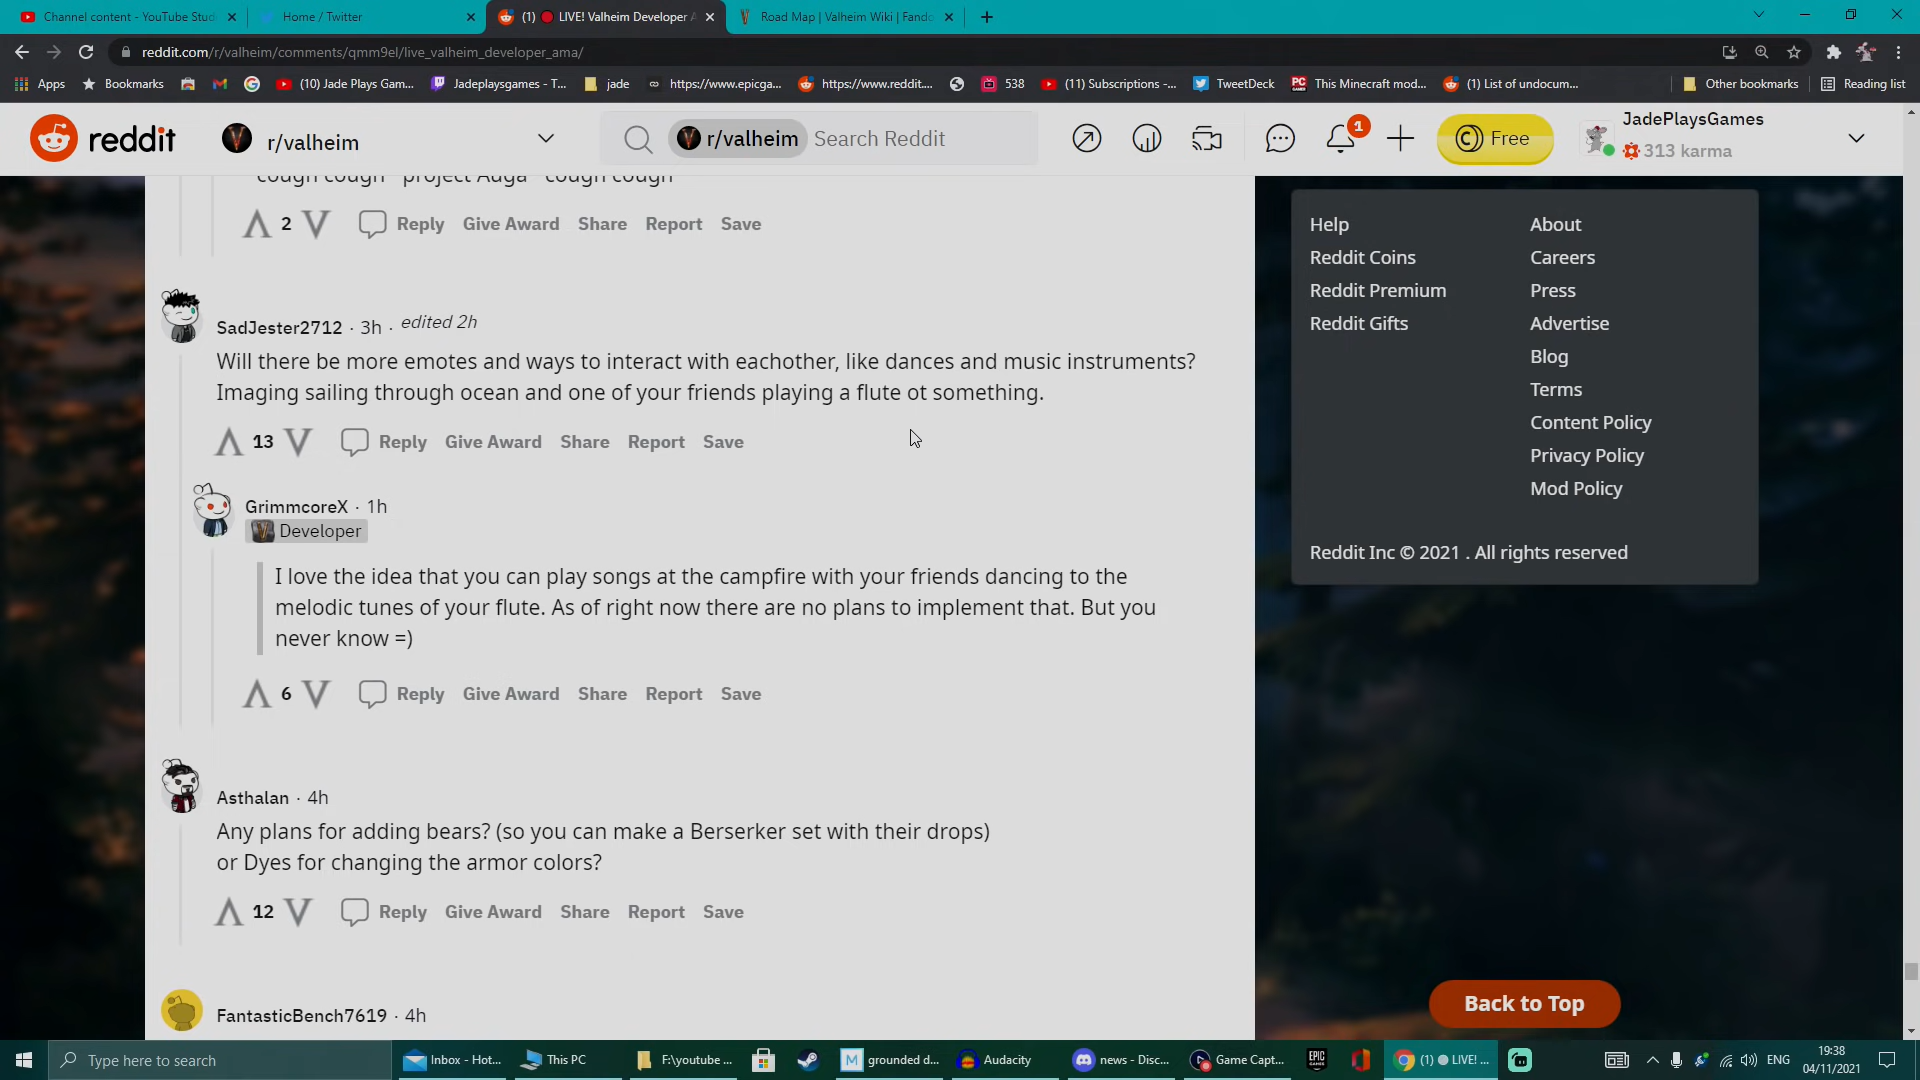 Channel content - YouTube Stud
Home / Twitter
(1) LIVE! Valheim Developer A
Road Map | Valheim Wiki | Fando
reddit.com/r/valheim/comments/qmm9el/live_valheim_developer_ama/
Apps
Bookmarks
(10) Jade Plays Gam...
Jadeplaysgames - T...
jade
https://www.epicga...
https://www.reddit....
538
(11) Subscriptions -...
TweetDeck
This Minecraft mod...
(1) List of undocum...
Other bookmarks
Reading list
reddit
r/valheim
r/valheim
Search Reddit
1
Free
JadePlaysGames
313 karma
cough cough project Auga cough cough
2
Reply
Give Award
Share
Report
Save
SadJester2712 · 3h · edited 2h
Will there be more emotes and ways to interact with eachother, like dances and music instruments?
Imaging sailing through ocean and one of your friends playing a flute ot something.
13
Reply
Give Award
Share
Report
Save
GrimmcoreX · 1h
Developer
I love the idea that you can play songs at the campfire with your friends dancing to the
melodic tunes of your flute. As of right now there are no plans to implement that. But you
never know =)
6
Reply
Give Award
Share
Report
Save
Asthalan · 4h
Any plans for adding bears? (so you can make a Berserker set with their drops)
or Dyes for changing the armor colors?
12
Reply
Give Award
Share
Report
Save
FantasticBench7619 · 4h
Help
Reddit Coins
Reddit Premium
Reddit Gifts
About
Careers
Press
Advertise
Blog
Terms
Content Policy
Privacy Policy
Mod Policy
Reddit Inc © 2021 . All rights reserved
Back to Top
Type here to search
Inbox - Hot...
This PC
F:\youtube ...
grounded d...
Audacity
news - Disc...
Game Capt...
(1) LIVE! ...
ENG
19:38
04/11/2021